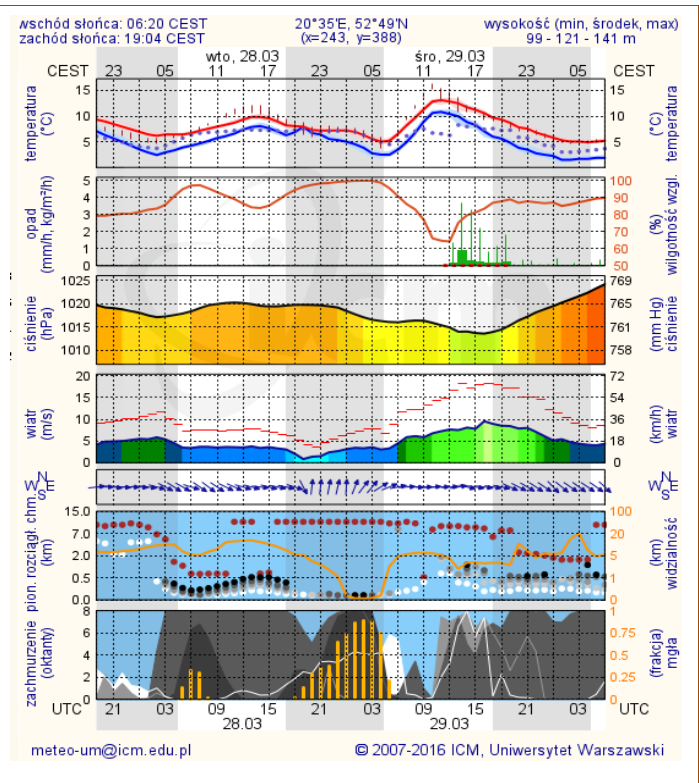 wschód słońca: 06:20 CEST 20°35'E, 52°49'N wysokość (min, środek, max)
zachód słońca: 19:04 CEST (x=243, y=388) 99 - 121 - 141 m
wto, 28.03 śro, 29.03
CEST 23 05 11 17 23 05 11 17 23 05 CEST
temperatura
(°C)
15
10
5
15
10
5
(°C)
temperatura
opad
(mm/h, kg/m²/h)
5
4
3
2
1
0
100
90
80
70
60
50
(%)
wilgotność wzgl.
ciśnienie
(hPa)
1025
1020
1015
1010
769
765
761
758
(mm Hg)
ciśnienie
wiatr
(m/s)
20
15
10
5
0
72
54
36
18
0
(km/h)
wiatr
N
W E
S
N
W E
S
pion. rozciągł. chm.
(km)
15.0
7.0
2.0
0.5
0.0
100
20
5
1
0
(km)
widzialność
zachmurzenie
(oktanty)
8
6
4
2
0
1
0.75
0.5
0.25
0
(frakcja)
mgła
UTC 21 03 09 15 21 03 09 15 21 03 UTC
28.03 29.03
meteo-um@icm.edu.pl © 2007-2016 ICM, Uniwersytet Warszawski